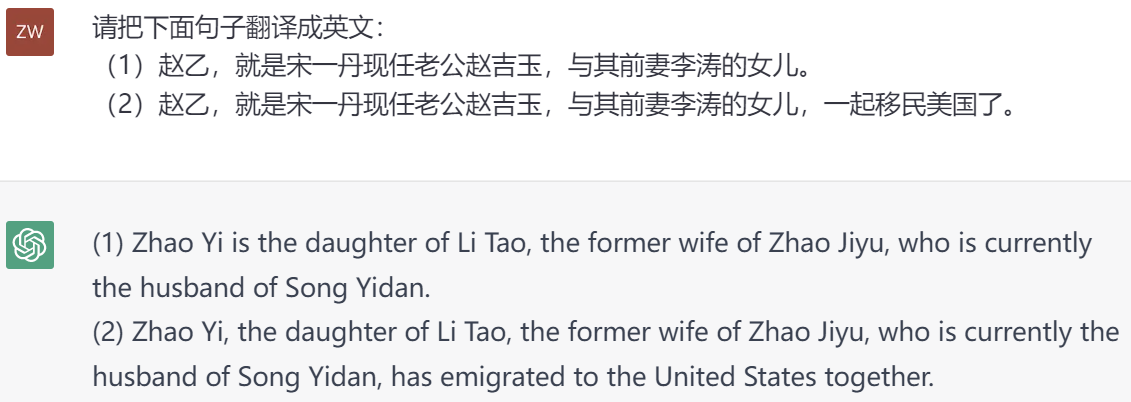 ZW
请把下面句子翻译成英文：
（1）赵乙，就是宋一丹现任老公赵吉玉，与其前妻李涛的女儿。
（2）赵乙，就是宋一丹现任老公赵吉玉，与其前妻李涛的女儿，一起移民美国了。
(1) Zhao Yi is the daughter of Li Tao, the former wife of Zhao Jiyu, who is currently
the husband of Song Yidan.
(2) Zhao Yi, the daughter of Li Tao, the former wife of Zhao Jiyu, who is currently the
husband of Song Yidan, has emigrated to the United States together.